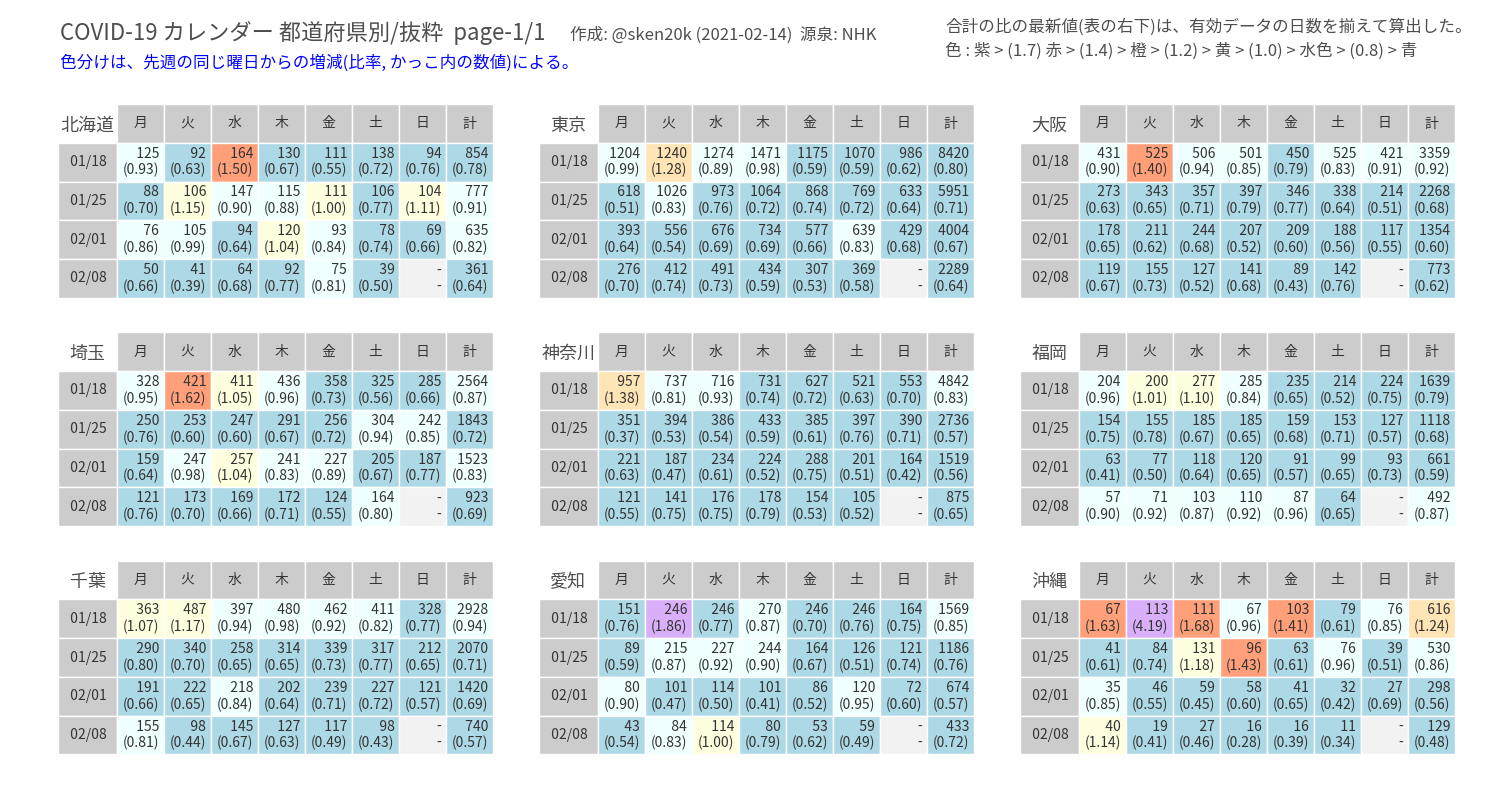 COVID-19 カレンダー 都道府県別/抜粋 page-1/1 作成: @sken20k (2021-02-14) 源泉: NHK
合計の比の最新値(表の右下)は、有効データの日数を揃えて算出した。
色分けは、先週の同じ曜日からの増減(比率, かっこ内の数値)による。
色 : 紫 > (1.7) 赤 > (1.4) 橙 > (1.2) 黄 > (1.0) > 水色 > (0.8) > 青
北海道 月 火 水 木 金 土 日 計
01/18 125 92 164 130 111 138 94 854
(0.93) (0.63) (1.50) (0.67) (0.55) (0.72) (0.76) (0.78)
01/25 88 106 147 115 111 106 104 777
(0.70) (1.15) (0.90) (0.88) (1.00) (0.77) (1.11) (0.91)
02/01 76 105 94 120 93 78 69 635
(0.86) (0.99) (0.64) (1.04) (0.84) (0.74) (0.66) (0.82)
02/08 50 41 64 92 75 39 - 361
(0.66) (0.39) (0.68) (0.77) (0.81) (0.50) - (0.64)
東京 月 火 水 木 金 土 日 計
01/18 1204 1240 1274 1471 1175 1070 986 8420
(0.99) (1.28) (0.89) (0.98) (0.59) (0.59) (0.62) (0.80)
01/25 618 1026 973 1064 868 769 633 5951
(0.51) (0.83) (0.76) (0.72) (0.74) (0.72) (0.64) (0.71)
02/01 393 556 676 734 577 639 429 4004
(0.64) (0.54) (0.69) (0.69) (0.66) (0.83) (0.68) (0.67)
02/08 276 412 491 434 307 369 - 2289
(0.70) (0.74) (0.73) (0.59) (0.53) (0.58) - (0.64)
大阪 月 火 水 木 金 土 日 計
01/18 431 525 506 501 450 525 421 3359
(0.90) (1.40) (0.94) (0.85) (0.79) (0.83) (0.91) (0.92)
01/25 273 343 357 397 346 338 214 2268
(0.63) (0.65) (0.71) (0.79) (0.77) (0.64) (0.51) (0.68)
02/01 178 211 244 207 209 188 117 1354
(0.65) (0.62) (0.68) (0.52) (0.60) (0.56) (0.55) (0.60)
02/08 119 155 127 141 89 142 - 773
(0.67) (0.73) (0.52) (0.68) (0.43) (0.76) - (0.62)
埼玉 月 火 水 木 金 土 日 計
01/18 328 421 411 436 358 325 285 2564
(0.95) (1.62) (1.05) (0.96) (0.73) (0.56) (0.66) (0.87)
01/25 250 253 247 291 256 304 242 1843
(0.76) (0.60) (0.60) (0.67) (0.72) (0.94) (0.85) (0.72)
02/01 159 247 257 241 227 205 187 1523
(0.64) (0.98) (1.04) (0.83) (0.89) (0.67) (0.77) (0.83)
02/08 121 173 169 172 124 164 - 923
(0.76) (0.70) (0.66) (0.71) (0.55) (0.80) - (0.69)
神奈川 月 火 水 木 金 土 日 計
01/18 957 737 716 731 627 521 553 4842
(1.38) (0.81) (0.93) (0.74) (0.72) (0.63) (0.70) (0.83)
01/25 351 394 386 433 385 397 390 2736
(0.37) (0.53) (0.54) (0.59) (0.61) (0.76) (0.71) (0.57)
02/01 221 187 234 224 288 201 164 1519
(0.63) (0.47) (0.61) (0.52) (0.75) (0.51) (0.42) (0.56)
02/08 121 141 176 178 154 105 - 875
(0.55) (0.75) (0.75) (0.79) (0.53) (0.52) - (0.65)
福岡 月 火 水 木 金 土 日 計
01/18 204 200 277 285 235 214 224 1639
(0.96) (1.01) (1.10) (0.84) (0.65) (0.52) (0.75) (0.79)
01/25 154 155 185 185 159 153 127 1118
(0.75) (0.78) (0.67) (0.65) (0.68) (0.71) (0.57) (0.68)
02/01 63 77 118 120 91 99 93 661
(0.41) (0.50) (0.64) (0.65) (0.57) (0.65) (0.73) (0.59)
02/08 57 71 103 110 87 64 - 492
(0.90) (0.92) (0.87) (0.92) (0.96) (0.65) - (0.87)
千葉 月 火 水 木 金 土 日 計
01/18 363 487 397 480 462 411 328 2928
(1.07) (1.17) (0.94) (0.98) (0.92) (0.82) (0.77) (0.94)
01/25 290 340 258 314 339 317 212 2070
(0.80) (0.70) (0.65) (0.65) (0.73) (0.77) (0.65) (0.71)
02/01 191 222 218 202 239 227 121 1420
(0.66) (0.65) (0.84) (0.64) (0.71) (0.72) (0.57) (0.69)
02/08 155 98 145 127 117 98 - 740
(0.81) (0.44) (0.67) (0.63) (0.49) (0.43) - (0.57)
愛知 月 火 水 木 金 土 日 計
01/18 151 246 246 270 246 246 164 1569
(0.76) (1.86) (0.77) (0.87) (0.70) (0.76) (0.75) (0.85)
01/25 89 215 227 244 164 126 121 1186
(0.59) (0.87) (0.92) (0.90) (0.67) (0.51) (0.74) (0.76)
02/01 80 101 114 101 86 120 72 674
(0.90) (0.47) (0.50) (0.41) (0.52) (0.95) (0.60) (0.57)
02/08 43 84 114 80 53 59 - 433
(0.54) (0.83) (1.00) (0.79) (0.62) (0.49) - (0.72)
沖縄 月 火 水 木 金 土 日 計
01/18 67 113 111 67 103 79 76 616
(1.63) (4.19) (1.68) (0.96) (1.41) (0.61) (0.85) (1.24)
01/25 41 84 131 96 63 76 39 530
(0.61) (0.74) (1.18) (1.43) (0.61) (0.96) (0.51) (0.86)
02/01 35 46 59 58 41 32 27 298
(0.85) (0.55) (0.45) (0.60) (0.65) (0.42) (0.69) (0.56)
02/08 40 19 27 16 16 11 - 129
(1.14) (0.41) (0.46) (0.28) (0.39) (0.34) - (0.48)